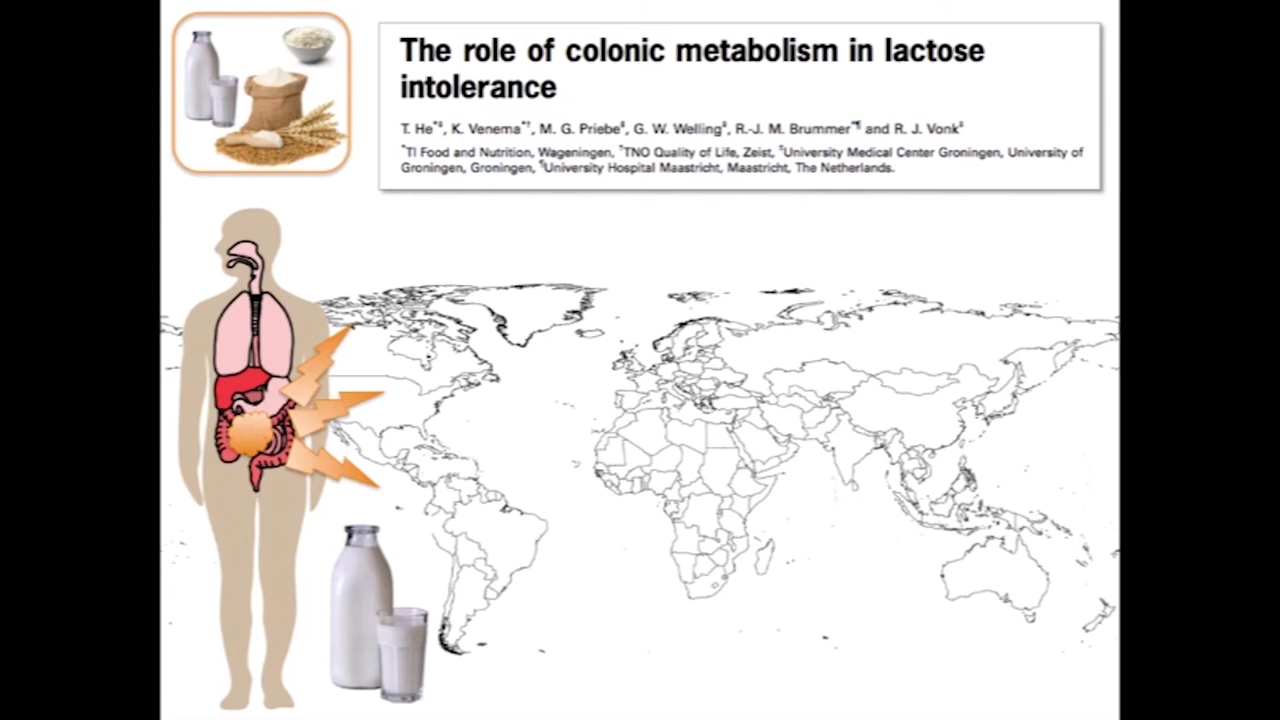 The role of colonic metabolism in lactose
intolerance
T. He*‡, K. Venema*†, M. G. Priebe‡, G. W. Welling‡, R.-J. M. Brummer*¶ and R. J. Vonk‡
*TI Food and Nutrition, Wageningen, †TNO Quality of Life, Zeist, ‡University Medical Center Groningen, University of
Groningen, Groningen, ¶University Hospital Maastricht, Maastricht, The Netherlands.